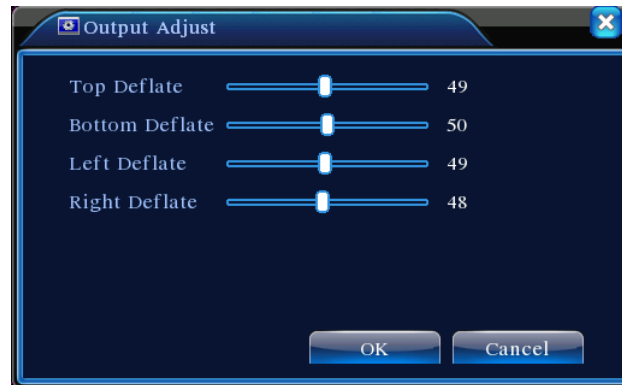 Output Adjust
Top Deflate 49
Bottom Deflate 50
Left Deflate 49
Right Deflate 48
OK Cancel